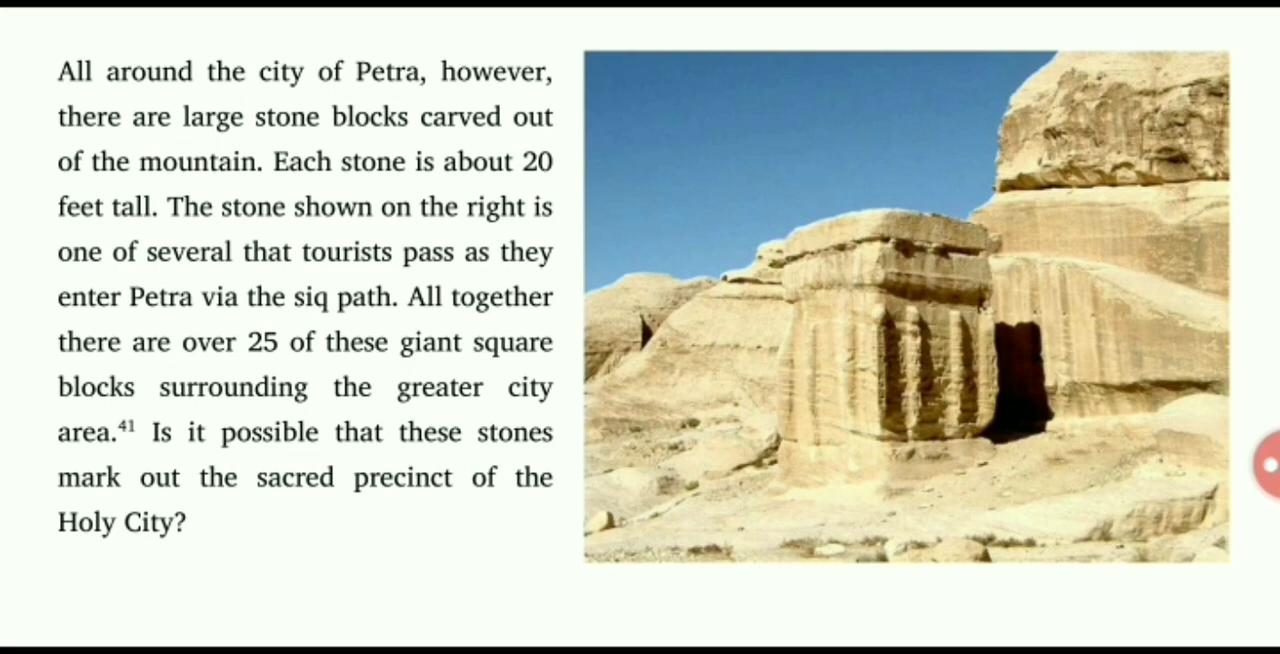 All around the city of Petra, however,
there are large stone blocks carved out
of the mountain. Each stone is about 20
feet tall. The stone shown on the right is
one of several that tourists pass as they
enter Petra via the siq path. All together
there are over 25 of these giant square
blocks surrounding the greater city
area.⁴¹ Is it possible that these stones
mark out the sacred precinct of the
Holy City?